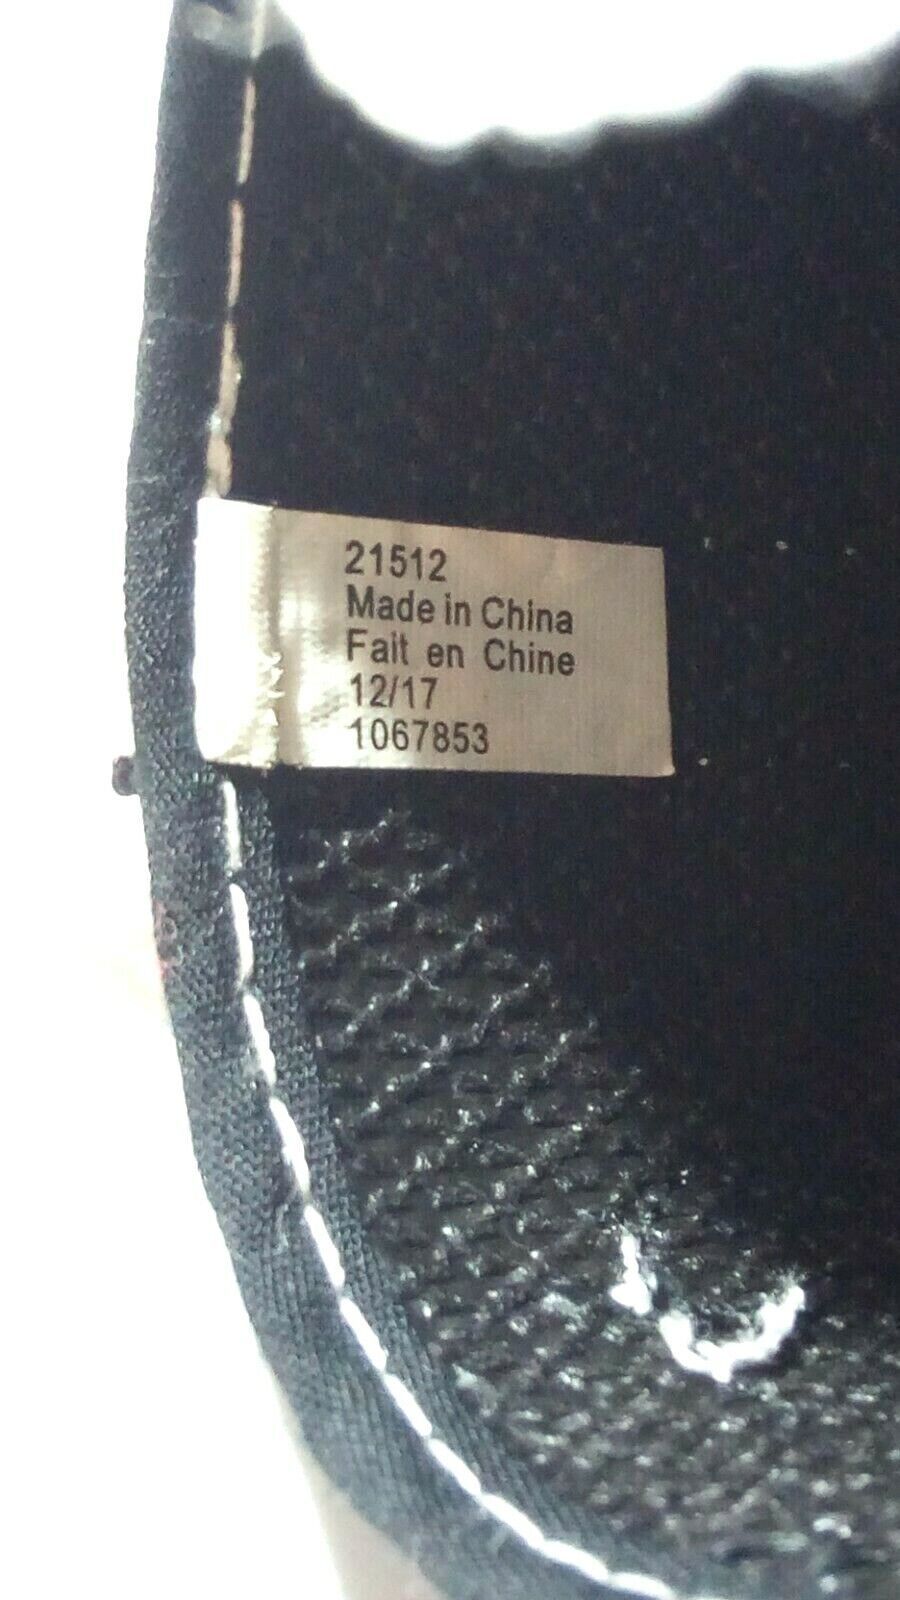 21512
Made in China
Fait en Chine
12/17
1067853